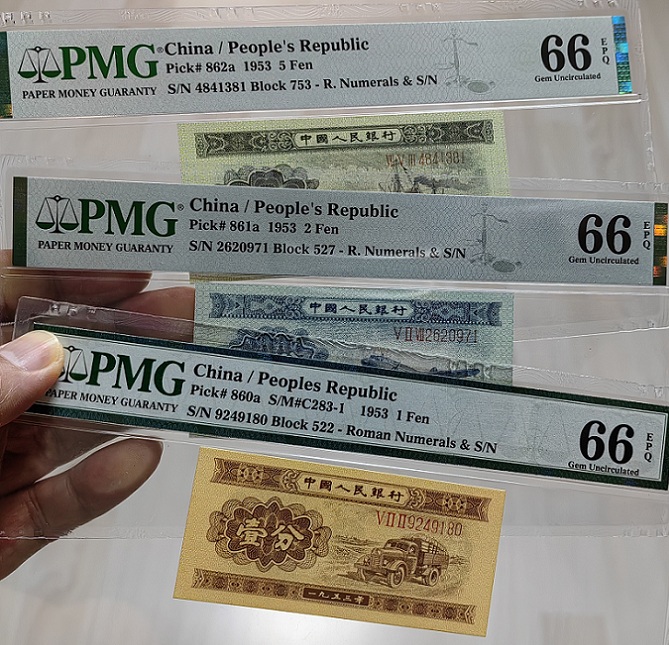 PMG® China / People's Republic
Pick# 862a 1953 5 Fen
PAPER MONEY GUARANTY
S/N 4841381 Block 753 - R. Numerals & S/N
66 EPQ
Gem Uncirculated
中國人民銀行
4841381
PMG® China / People's Republic
Pick# 861a 1953 2 Fen
PAPER MONEY GUARANTY
S/N 2620971 Block 527 - R. Numerals & S/N
66 EPQ
Gem Uncirculated
中國人民銀行
V II VII 2620971
PMG China / Peoples Republic
Pick# 860a S/M#C283-1 1953 1 Fen
PAPER MONEY GUARANTY
S/N 9249180 Block 522 - Roman Numerals & S/N
66 EPQ
Gem Uncirculated
中國人民銀行
V II II 9249180
壹分
一九五三年